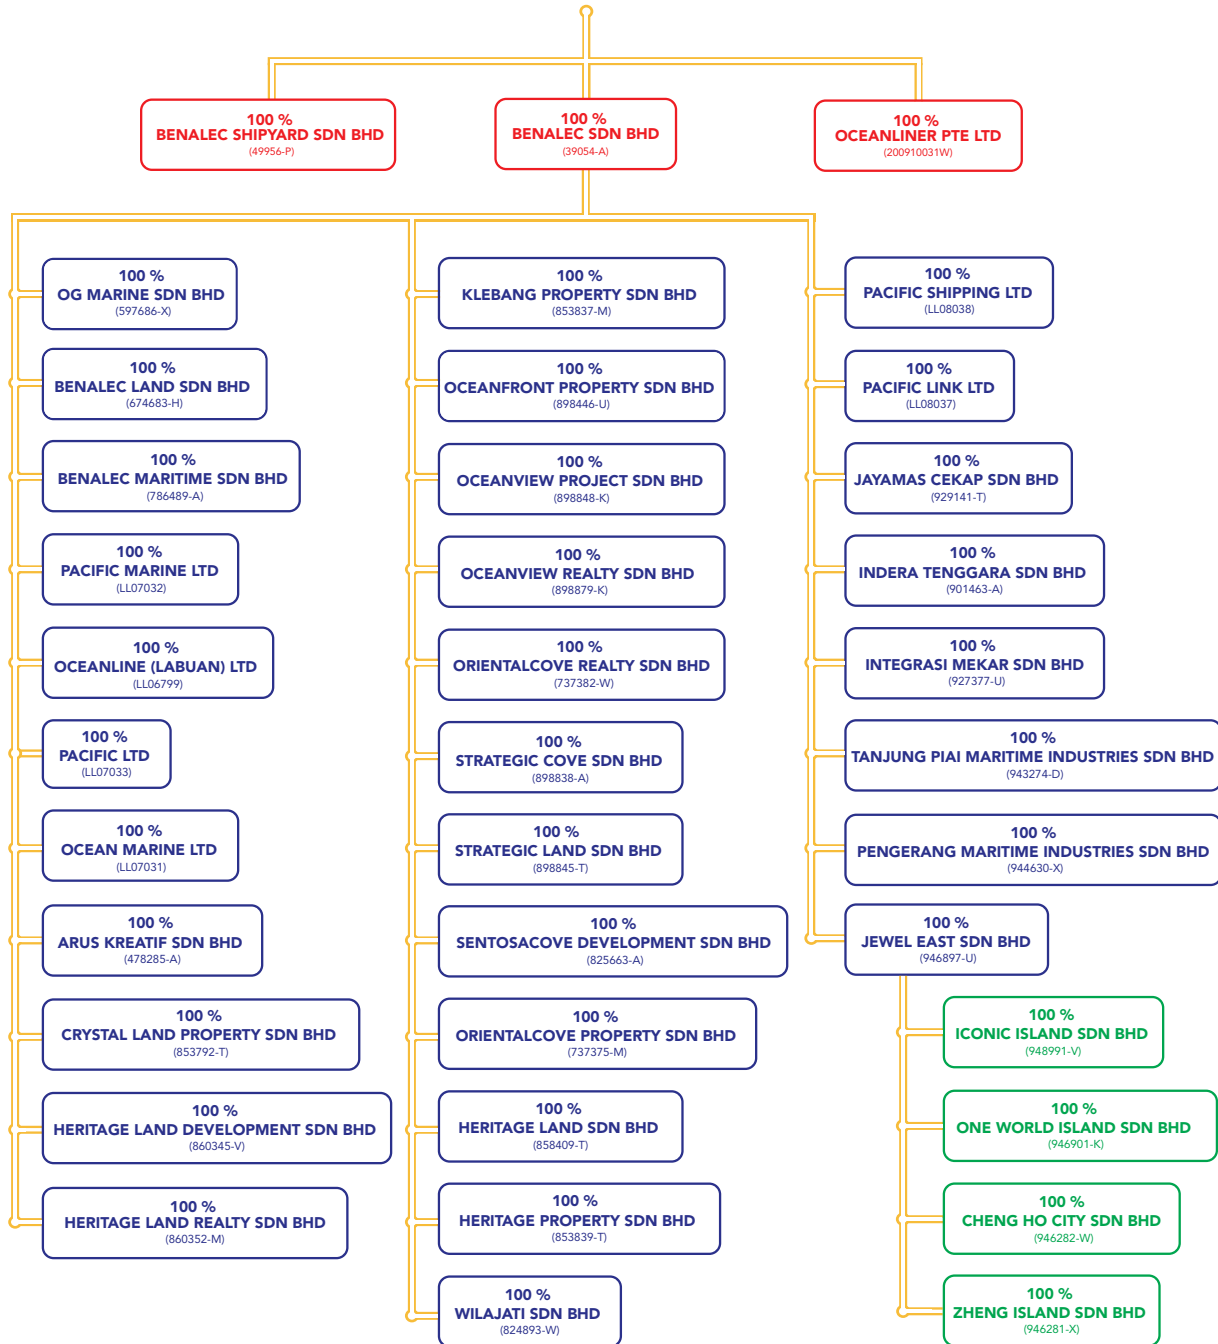 100 %
BENALEC SHIPYARD SDN BHD
(49956-P)
100 %
BENALEC SDN BHD
(39054-A)
100 %
OCEANLINER PTE LTD
(200910031W)
100 %
OG MARINE SDN BHD
(597686-X)
100 %
BENALEC LAND SDN BHD
(674683-H)
100 %
BENALEC MARITIME SDN BHD
(786489-A)
100 %
PACIFIC MARINE LTD
(LL07032)
100 %
OCEANLINE (LABUAN) LTD
(LL06799)
100 %
PACIFIC LTD
(LL07033)
100 %
OCEAN MARINE LTD
(LL07031)
100 %
ARUS KREATIF SDN BHD
(478285-A)
100 %
CRYSTAL LAND PROPERTY SDN BHD
(853792-T)
100 %
HERITAGE LAND DEVELOPMENT SDN BHD
(860345-V)
100 %
HERITAGE LAND REALTY SDN BHD
(860352-M)
100 %
KLEBANG PROPERTY SDN BHD
(853837-M)
100 %
OCEANFRONT PROPERTY SDN BHD
(898446-U)
100 %
OCEANVIEW PROJECT SDN BHD
(898848-K)
100 %
OCEANVIEW REALTY SDN BHD
(898879-K)
100 %
ORIENTALCOVE REALTY SDN BHD
(737382-W)
100 %
STRATEGIC COVE SDN BHD
(898838-A)
100 %
STRATEGIC LAND SDN BHD
(898845-T)
100 %
SENTOSACOVE DEVELOPMENT SDN BHD
(825663-A)
100 %
ORIENTALCOVE PROPERTY SDN BHD
(737375-M)
100 %
HERITAGE LAND SDN BHD
(858409-T)
100 %
HERITAGE PROPERTY SDN BHD
(853839-T)
100 %
WILAJATI SDN BHD
(824893-W)
100 %
PACIFIC SHIPPING LTD
(LL08038)
100 %
PACIFIC LINK LTD
(LL08037)
100 %
JAYAMAS CEKAP SDN BHD
(929141-T)
100 %
INDERA TENGGARA SDN BHD
(901463-A)
100 %
INTEGRASI MEKAR SDN BHD
(927377-U)
100 %
TANJUNG PIAI MARITIME INDUSTRIES SDN BHD
(943274-D)
100 %
PENGERANG MARITIME INDUSTRIES SDN BHD
(944630-X)
100 %
JEWEL EAST SDN BHD
(946897-U)
100 %
ICONIC ISLAND SDN BHD
(948991-V)
100 %
ONE WORLD ISLAND SDN BHD
(946901-K)
100 %
CHENG HO CITY SDN BHD
(946282-W)
100 %
ZHENG ISLAND SDN BHD
(946281-X)